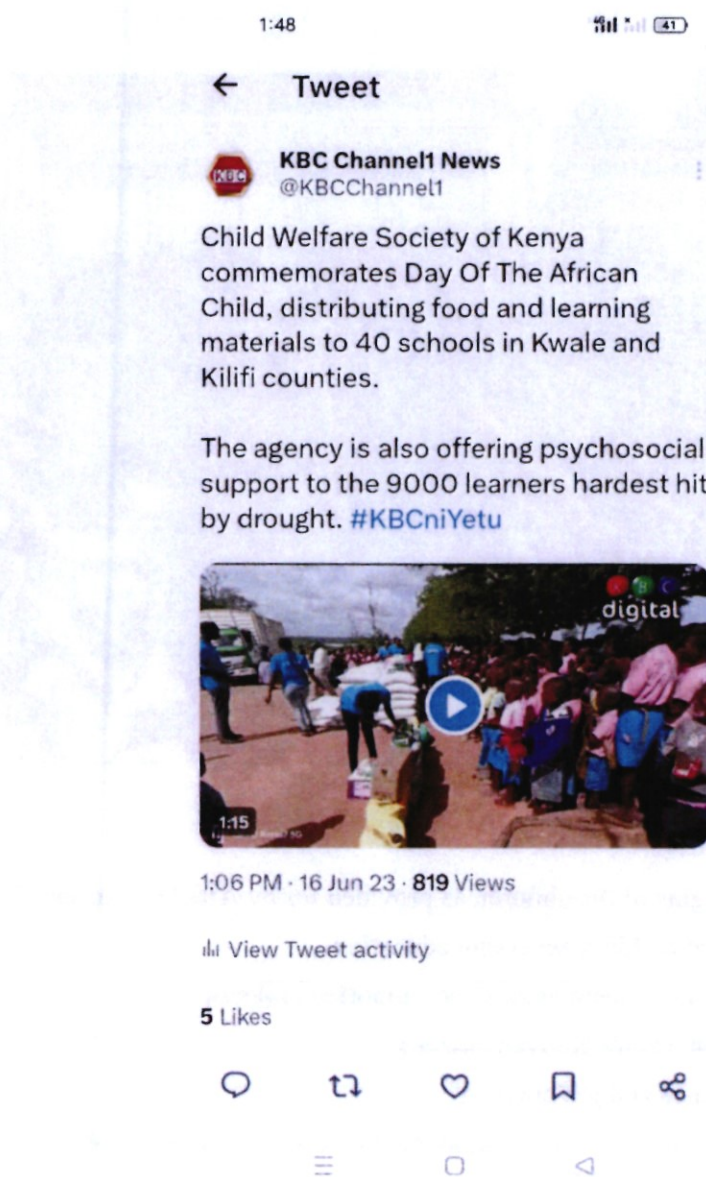 1:48
4G
41
Tweet
KBC
KBC Channel1 News
@KBCChannel1
Child Welfare Society of Kenya
commemorates Day Of The African
Child, distributing food and learning
materials to 40 schools in Kwale and
Kilifi counties.
The agency is also offering psychosocial
support to the 9000 learners hardest hit
by drought. #KBCniYetu
K B C
digital
1:15
1:06 PM · 16 Jun 23 · 819 Views
View Tweet activity
5 Likes